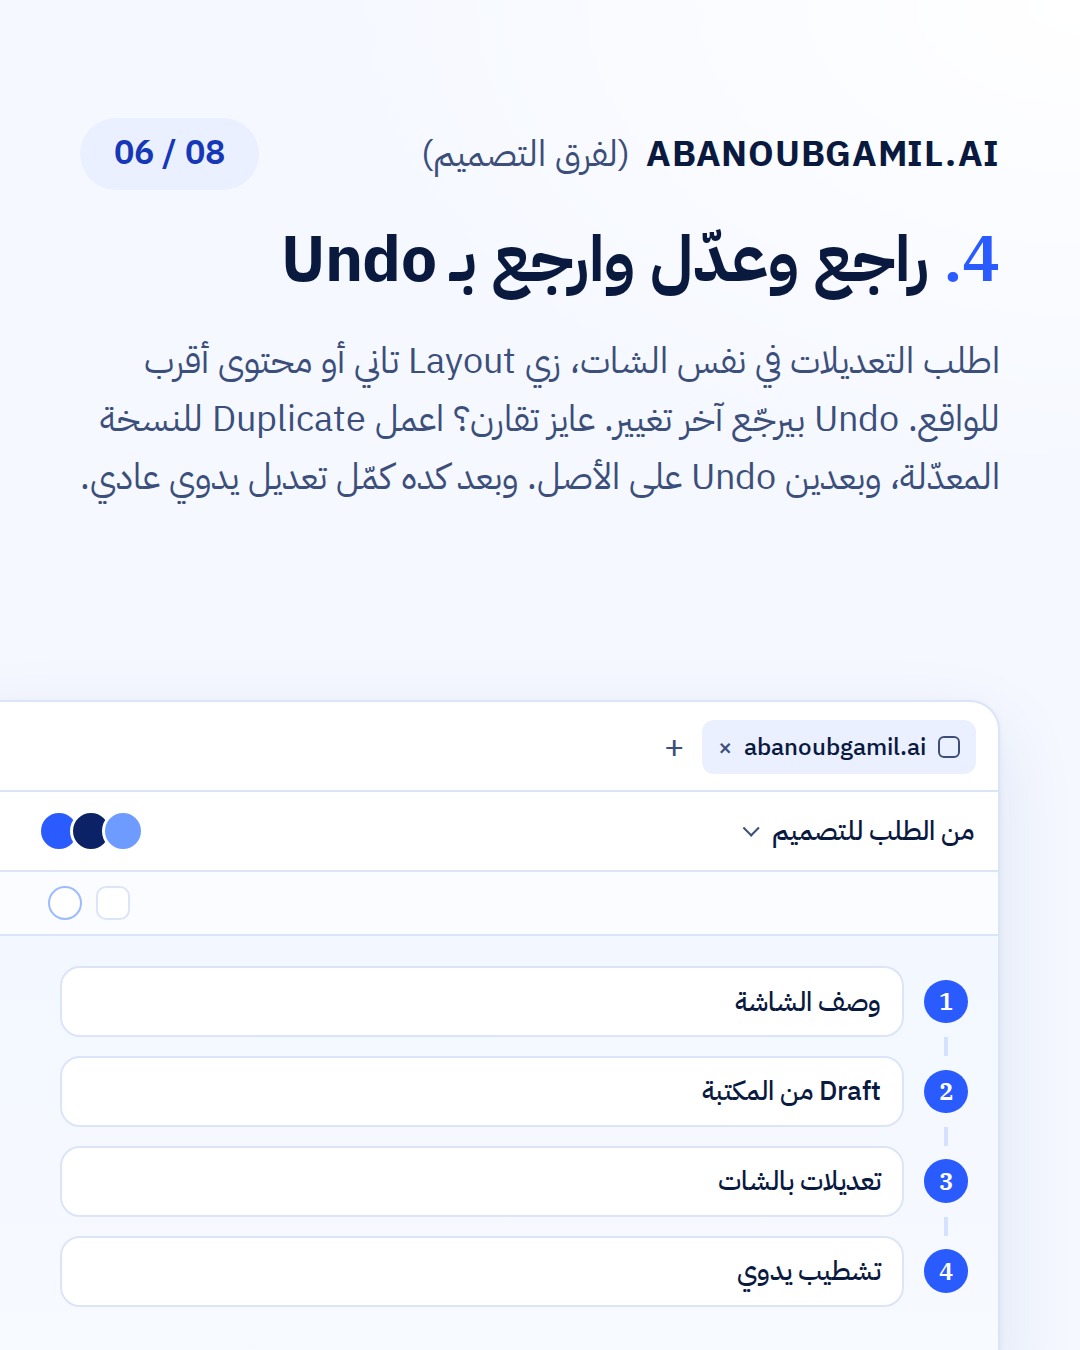 ABANOUBGAMIL.AI (لفرق التصميم)
06 / 08
4. راجع وعدّل وارجع بـ Undo
اطلب التعديلات في نفس الشات، زي Layout تاني أو محتوى أقرب
للواقع. Undo بيرجّع آخر تغيير. عايز تقارن؟ اعمل Duplicate للنسخة
المعدّلة، وبعدين Undo على الأصل. وبعد كده كمّل تعديل يدوي عادي.
abanoubgamil.ai × +
من الطلب للتصميم
1 وصف الشاشة
2 Draft من المكتبة
3 تعديلات بالشات
4 تشطيب يدوي